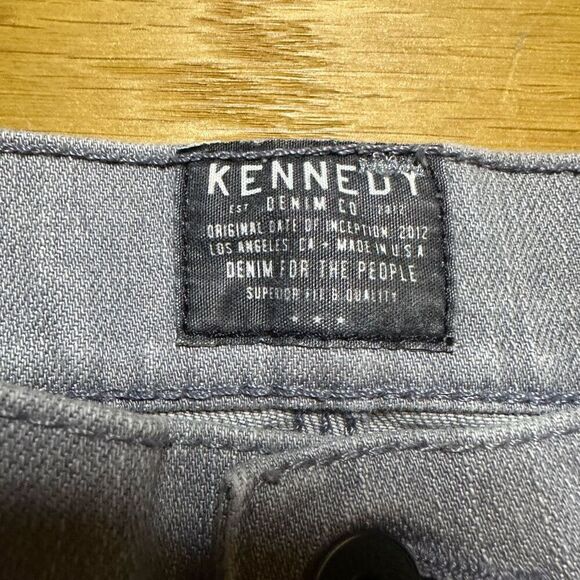 KENNEDY
EST DENIM CO 2012
ORIGINAL DATE OF INCEPTION, 2012
LOS ANGELES, CA • MADE IN U.S.A
DENIM FOR THE PEOPLE
SUPERIOR FIT & QUALITY